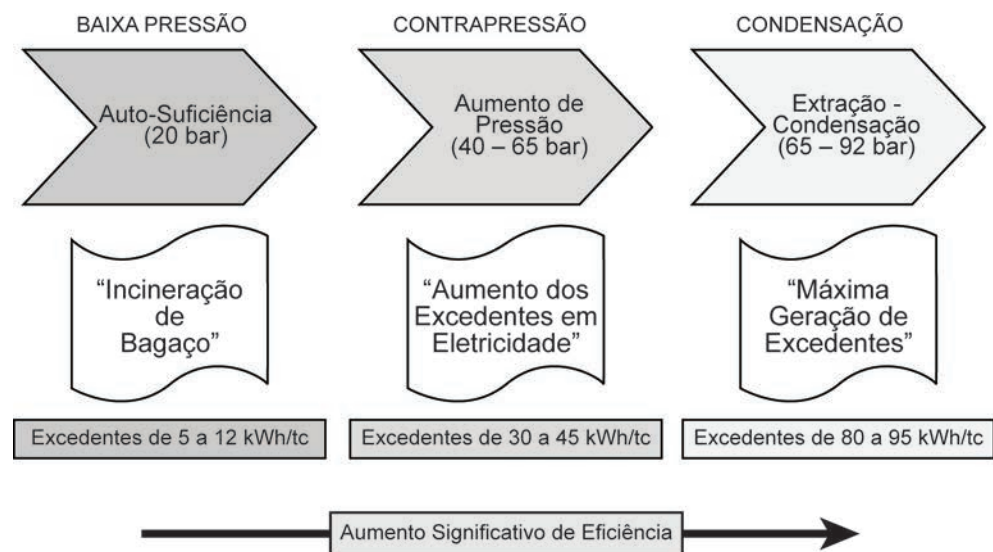 BAIXA PRESSÃO
CONTRAPRESSÃO
CONDENSAÇÃO
Auto-Suficiência
(20 bar)
Aumento de
Pressão
(40 – 65 bar)
Extração -
Condensação
(65 – 92 bar)
“Incineração
de
Bagaço”
“Aumento dos
Excedentes em
Eletricidade”
“Máxima
Geração de
Excedentes”
Excedentes de 5 a 12 kWh/tc
Excedentes de 30 a 45 kWh/tc
Excedentes de 80 a 95 kWh/tc
Aumento Significativo de Eficiência